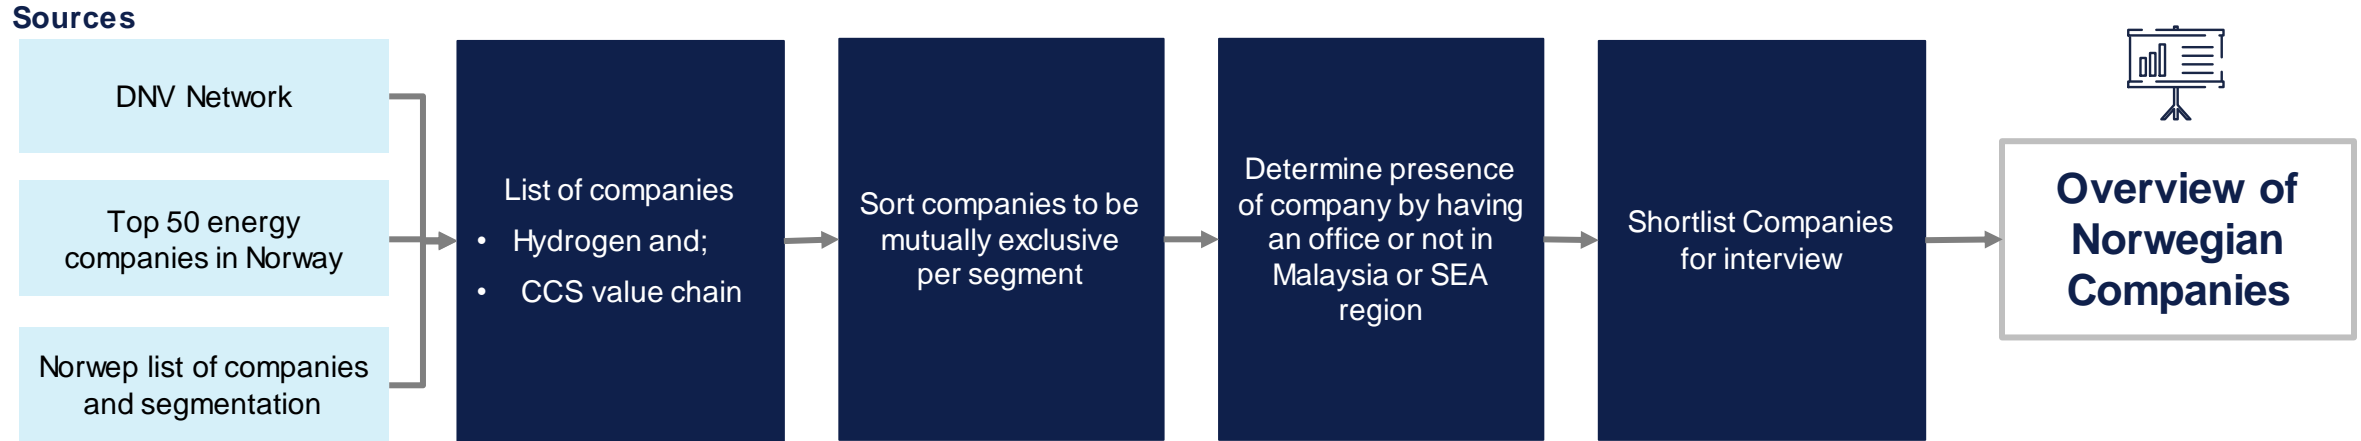 Sources
DNV Network
Top 50 energy
companies in Norway
Norwep list of companies
and segmentation
List of companies
• Hydrogen and;
• CCS value chain
Sort companies to be
mutually exclusive
per segment
Determine presence
of company by having
an office or not in
Malaysia or SEA
region
Shortlist Companies
for interview
Overview of
Norwegian
Companies